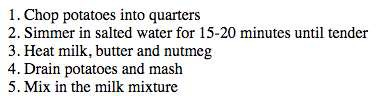 1. Chop potatoes into quarters
2. Simmer in salted water for 15-20 minutes until tender
3. Heat milk, butter and nutmeg
4. Drain potatoes and mash
5. Mix in the milk mixture